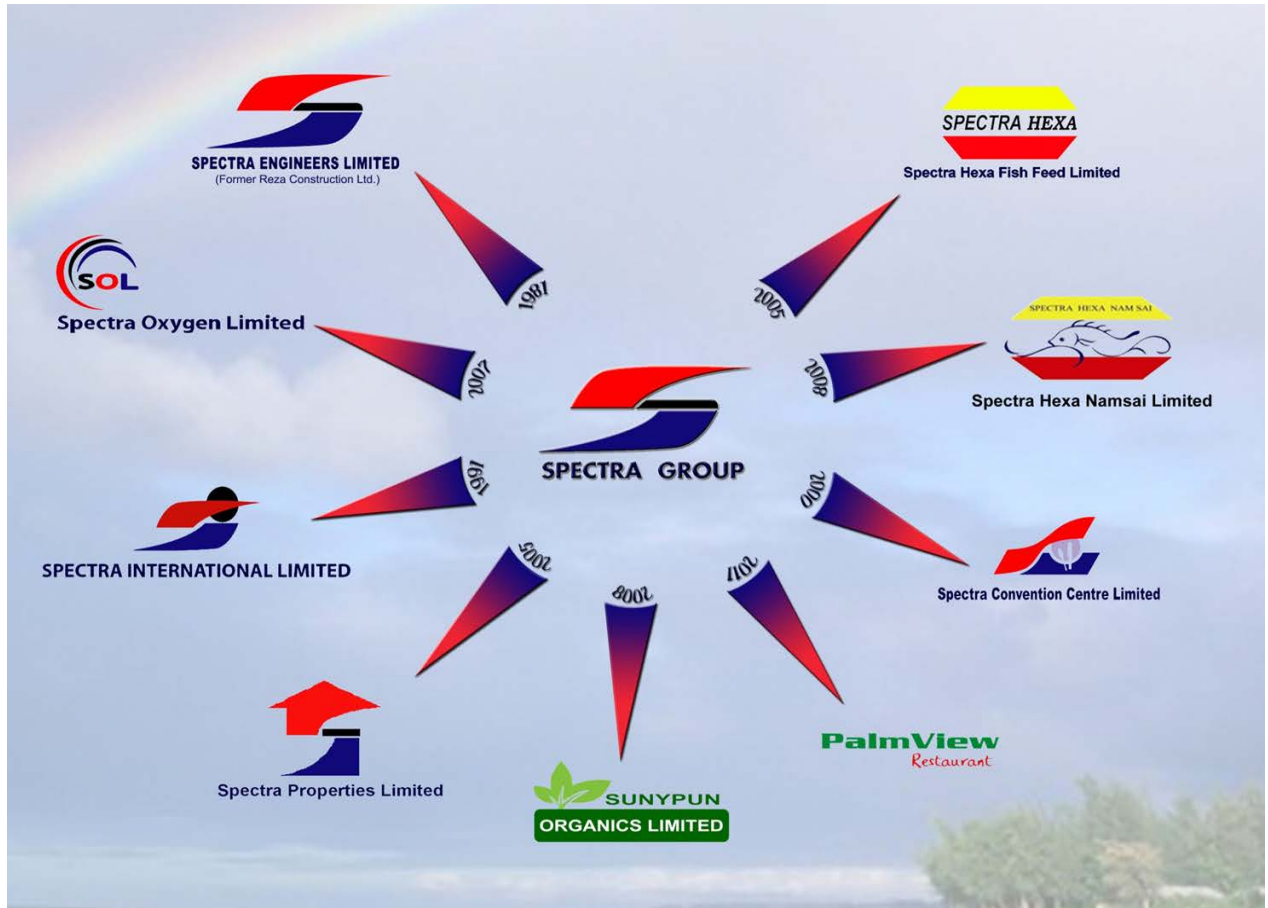 SPECTRA ENGINEERS LIMITED
(Former Reza Construction Ltd.)
1981
SPECTRA HEXA
Spectra Hexa Fish Feed Limited
2005
SOL
Spectra Oxygen Limited
2007
SPECTRA HEXA NAM SAI
Spectra Hexa Namsai Limited
2008
SPECTRA GROUP
SPECTRA INTERNATIONAL LIMITED
1991
Spectra Convention Centre Limited
2000
Spectra Properties Limited
2005
SUNYPUN
ORGANICS LIMITED
2008
PalmView
Restaurant
2011